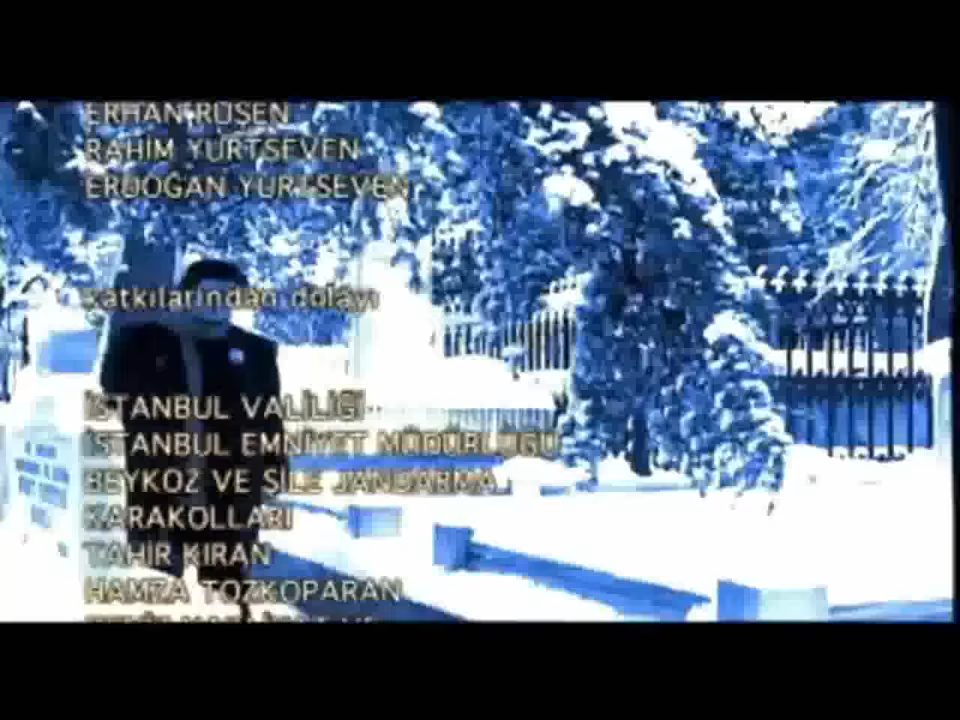 ERHAN RÜŞEN
RAHİM YURTSEVEN
ERDOĞAN YURTSEVEN
katkılarından dolayı
İSTANBUL VALİLİĞİ
İSTANBUL EMNİYET MÜDÜRLÜĞÜ
BEYKOZ VE ŞİLE JANDARMA
KARAKOLLARI
TAHİR KIRAN
HAMZA TOZKOPARAN